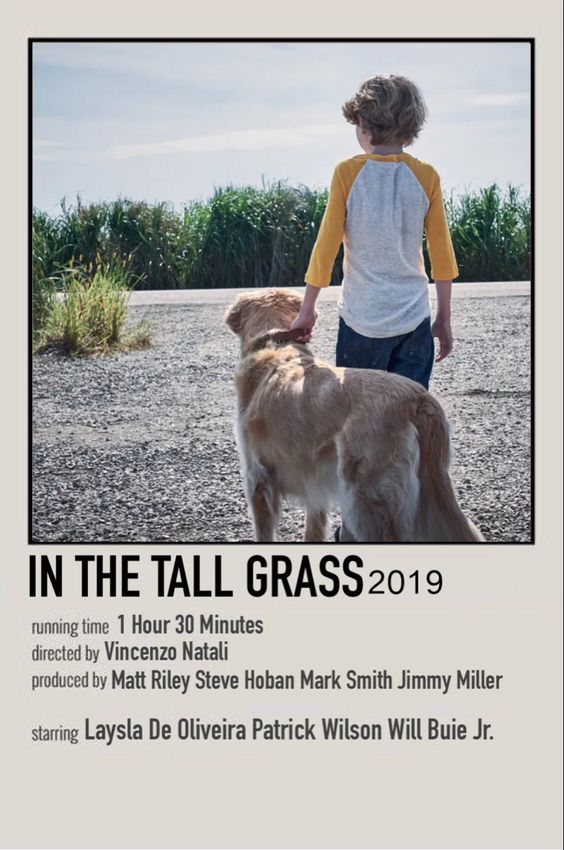 IN THE TALL GRASS 2019
running time 1 Hour 30 Minutes
directed by Vincenzo Natali
produced by Matt Riley Steve Hoban Mark Smith Jimmy Miller
starring Laysla De Oliveira Patrick Wilson Will Buie Jr.